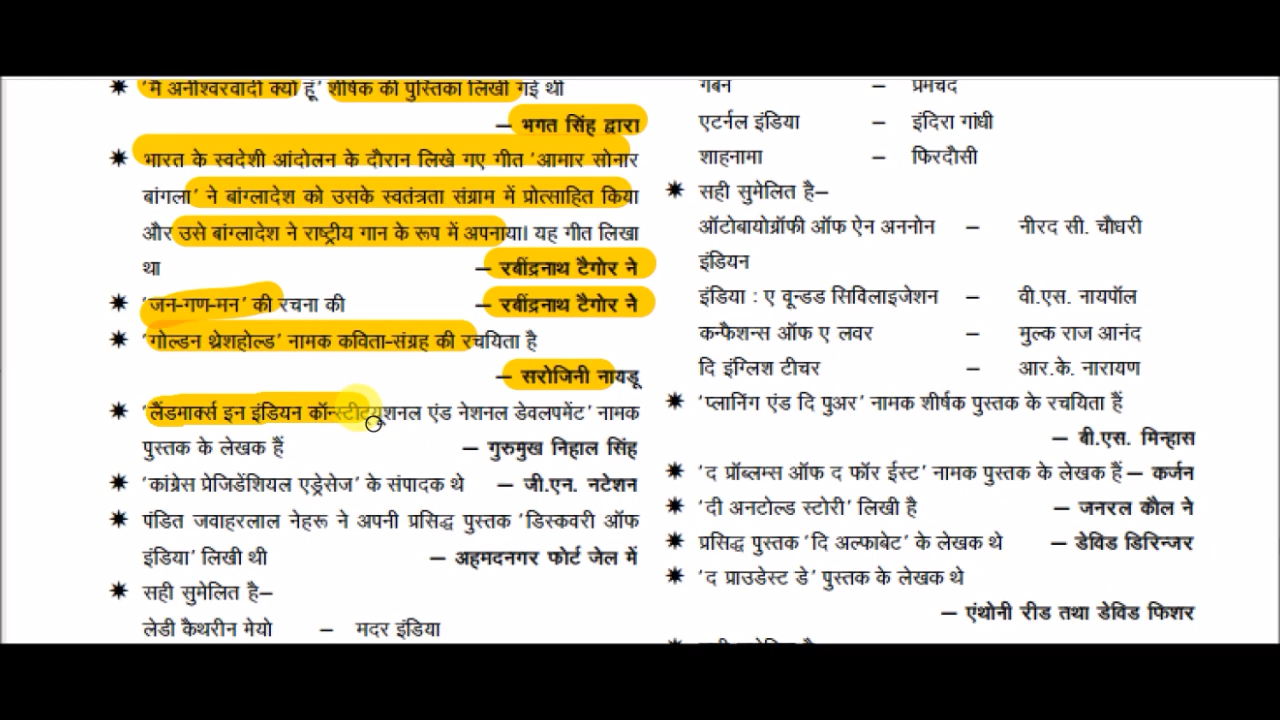 ✷ 'मैं अनीश्वरवादी क्यों हूं' शीर्षक की पुस्तिका लिखी गई थी
– भगत सिंह द्वारा
✷ भारत के स्वदेशी आंदोलन के दौरान लिखे गए गीत 'आमार सोनार
बांगला' ने बांग्लादेश को उसके स्वतंत्रता संग्राम में प्रोत्साहित किया
और उसे बांग्लादेश ने राष्ट्रीय गान के रूप में अपनाया। यह गीत लिखा
था – रबींद्रनाथ टैगोर ने
✷ 'जन-गण-मन' की रचना की – रबींद्रनाथ टैगोर ने
✷ 'गोल्डन थ्रेशहोल्ड' नामक कविता-संग्रह की रचयिता है
– सरोजिनी नायडू
✷ 'लैंडमार्क्स इन इंडियन कॉन्स्टीट्यूशनल एंड नेशनल डेवलपमेंट' नामक
पुस्तक के लेखक हैं – गुरुमुख निहाल सिंह
✷ 'कांग्रेस प्रेजिडेंशियल एड्रेसेज' के संपादक थे – जी.एन. नटेशन
✷ पंडित जवाहरलाल नेहरू ने अपनी प्रसिद्ध पुस्तक 'डिस्कवरी ऑफ
इंडिया' लिखी थी – अहमदनगर फोर्ट जेल में
✷ सही सुमेलित है–
लेडी कैथरीन मेयो – मदर इंडिया
गबन – प्रेमचंद
एटर्नल इंडिया – इंदिरा गांधी
शाहनामा – फिरदौसी
✷ सही सुमेलित है–
ऑटोबायोग्रॉफी ऑफ ऐन अननोन – नीरद सी. चौधरी
इंडियन
इंडिया : ए वून्डड सिविलाइजेशन – वी.एस. नायपॉल
कन्फैशन्स ऑफ ए लवर – मुल्क राज आनंद
दि इंग्लिश टीचर – आर.के. नारायण
✷ 'प्लानिंग एंड दि पुअर' नामक शीर्षक पुस्तक के रचयिता हैं
– बी.एस. मिन्हास
✷ 'द प्रॉब्लम्स ऑफ द फॉर ईस्ट' नामक पुस्तक के लेखक हैं – कर्जन
✷ 'दी अनटोल्ड स्टोरी' लिखी है – जनरल कौल ने
✷ प्रसिद्ध पुस्तक 'दि अल्फाबेट' के लेखक थे – डेविड डिरिन्जर
✷ 'द प्राउडेस्ट डे' पुस्तक के लेखक थे
– एंथोनी रीड तथा डेविड फिशर